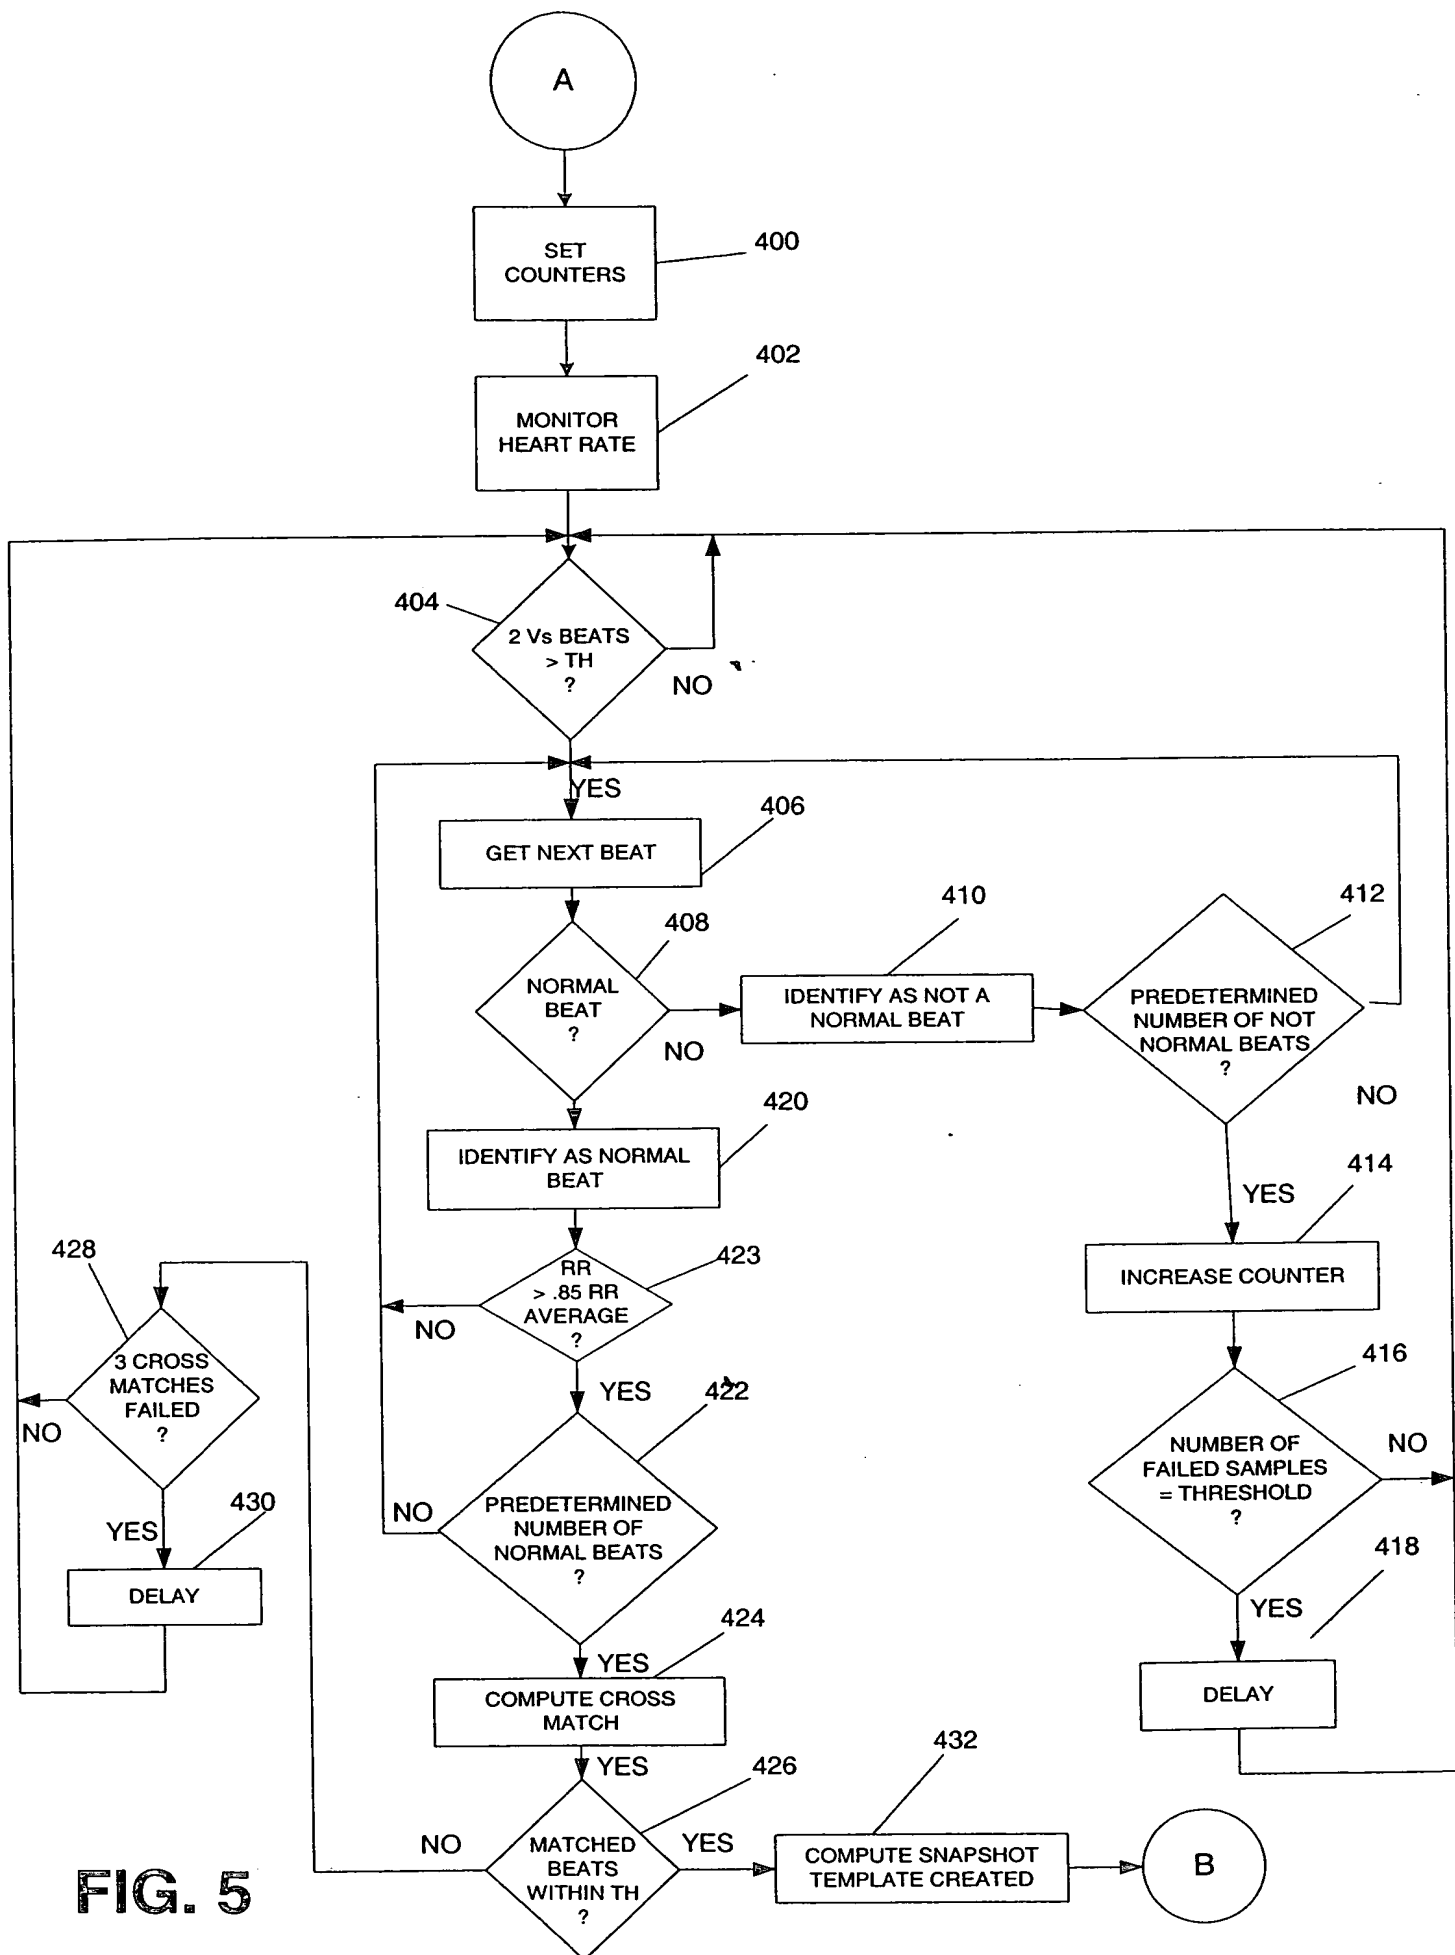 A
SET
COUNTERS
400
MONITOR
HEART RATE
402
404
2 Vs BEATS
> TH
?
NO
YES
GET NEXT BEAT
406
NORMAL
BEAT
?
408
NO
IDENTIFY AS NOT A
NORMAL BEAT
410
PREDETERMINED
NUMBER OF NOT
NORMAL BEATS
?
412
NO
YES
INCREASE COUNTER
414
NUMBER OF
FAILED SAMPLES
= THRESHOLD
?
416
NO
YES
DELAY
418
IDENTIFY AS NORMAL
BEAT
420
RR
> .85 RR
AVERAGE
?
423
NO
YES
PREDETERMINED
NUMBER OF
NORMAL BEATS
?
422
NO
YES
COMPUTE CROSS
MATCH
424
YES
MATCHED
BEATS
WITHIN TH
?
426
NO
YES
428
3 CROSS
MATCHES
FAILED
?
NO
YES
DELAY
430
COMPUTE SNAPSHOT
TEMPLATE CREATED
432
B
FIG. 5